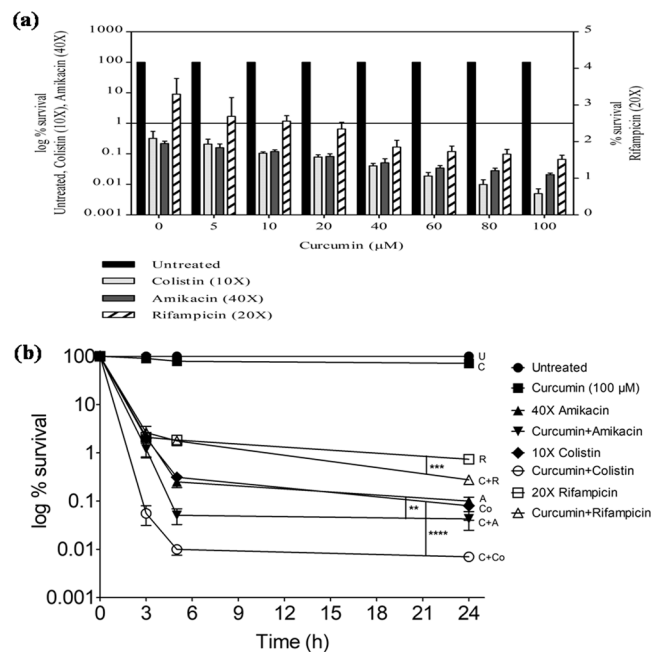 (a)
log % survival
Untreated, Colistin (10X), Amikacin (40X)
1000
100
10
1
0.1
0.01
0.001
5
4
3
2
1
0
% survival
Rifampicin (20X)
0 5 10 20 40 60 80 100
Curcumin (µM)
Untreated
Colistin (10X)
Amikacin (40X)
Rifampicin (20X)
(b)
log % survival
100
10
1
0.1
0.01
0.001
U
C
R
***
C+R
A
Co
**
C+A
****
C+Co
0 3 6 9 12 15 18 21 24
Time (h)
Untreated
Curcumin (100 µM)
40X Amikacin
Curcumin+Amikacin
10X Colistin
Curcumin+Colistin
20X Rifampicin
Curcumin+Rifampicin